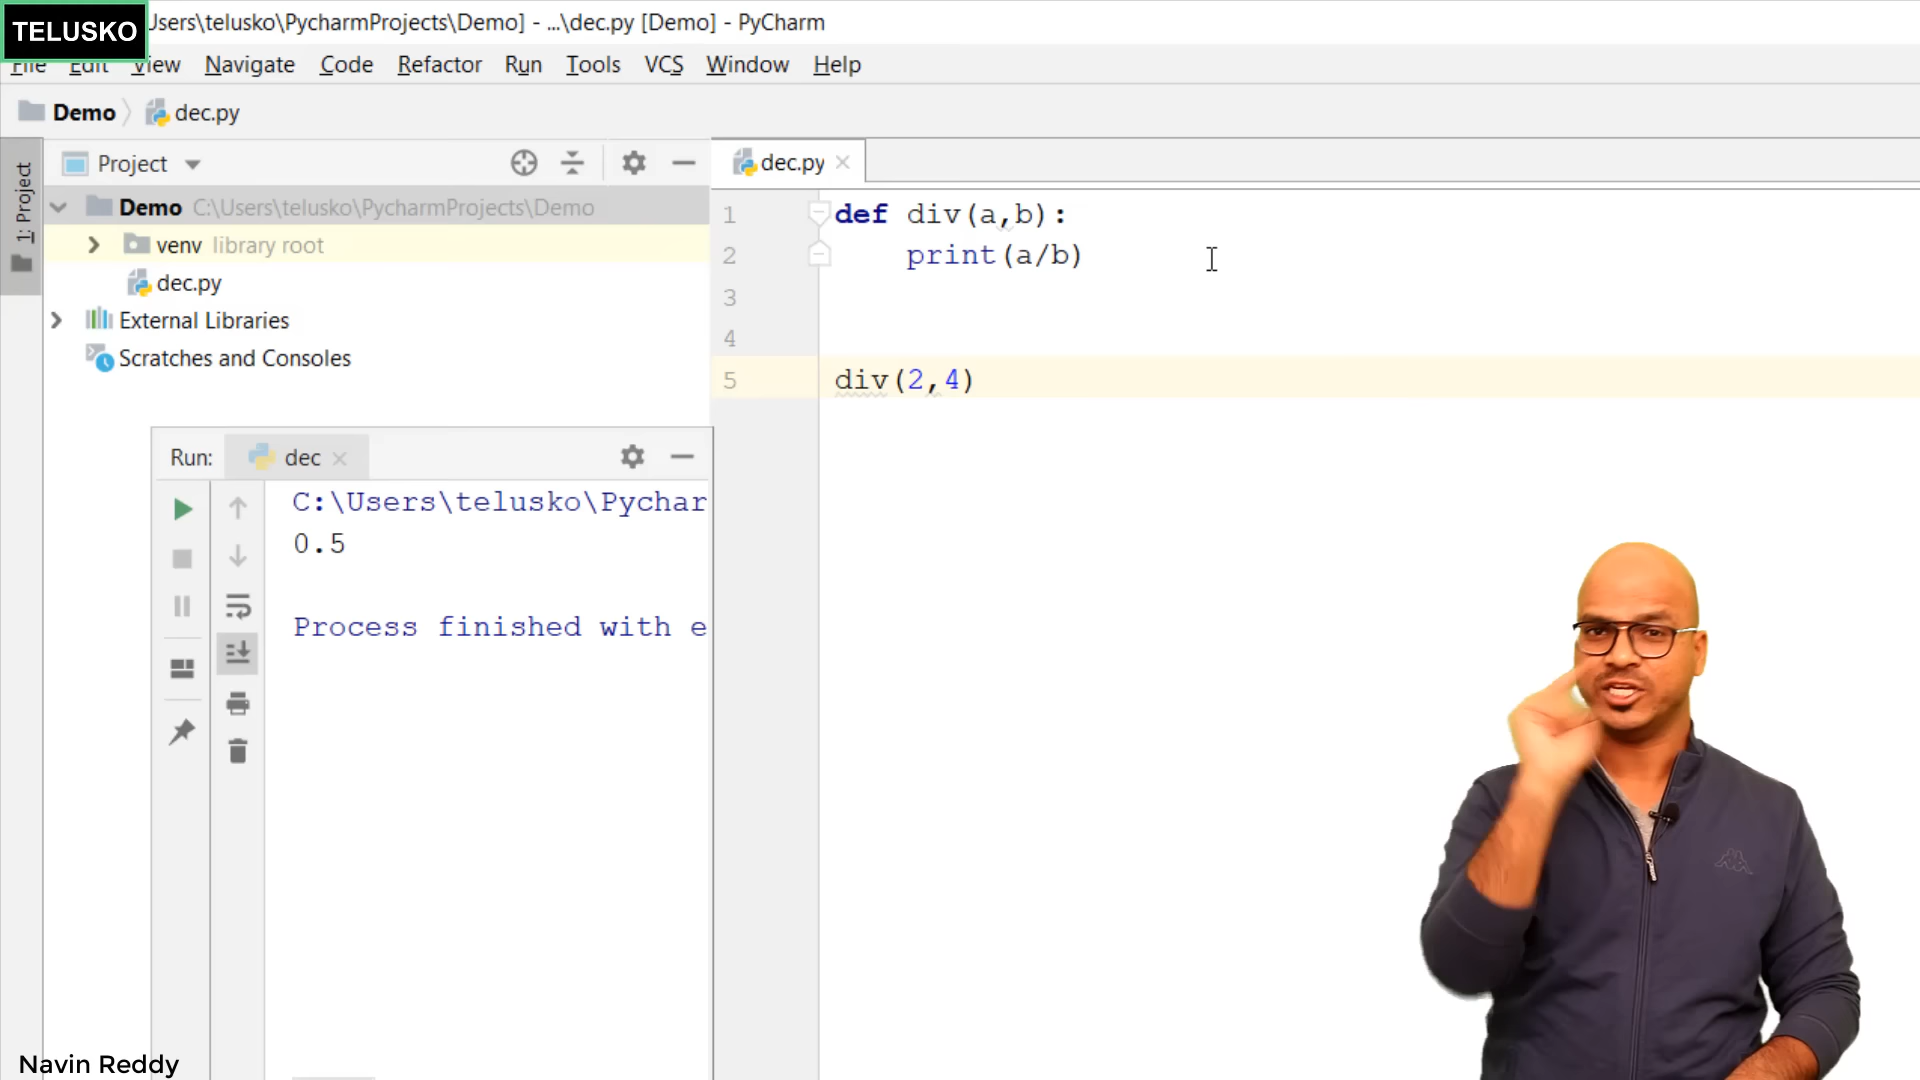 TELUSKO
Users\telusko\PycharmProjects\Demo] - ...\dec.py [Demo] - PyCharm
File Edit View Navigate Code Refactor Run Tools VCS Window Help
Demo dec.py
1: Project
Project
dec.py
Demo C:\Users\telusko\PycharmProjects\Demo
venv library root
dec.py
External Libraries
Scratches and Consoles
1 def div(a,b):
2 print(a/b)
3
4
5 div(2,4)
Run: dec
C:\Users\telusko\Pychar
0.5
Process finished with e
Navin Reddy